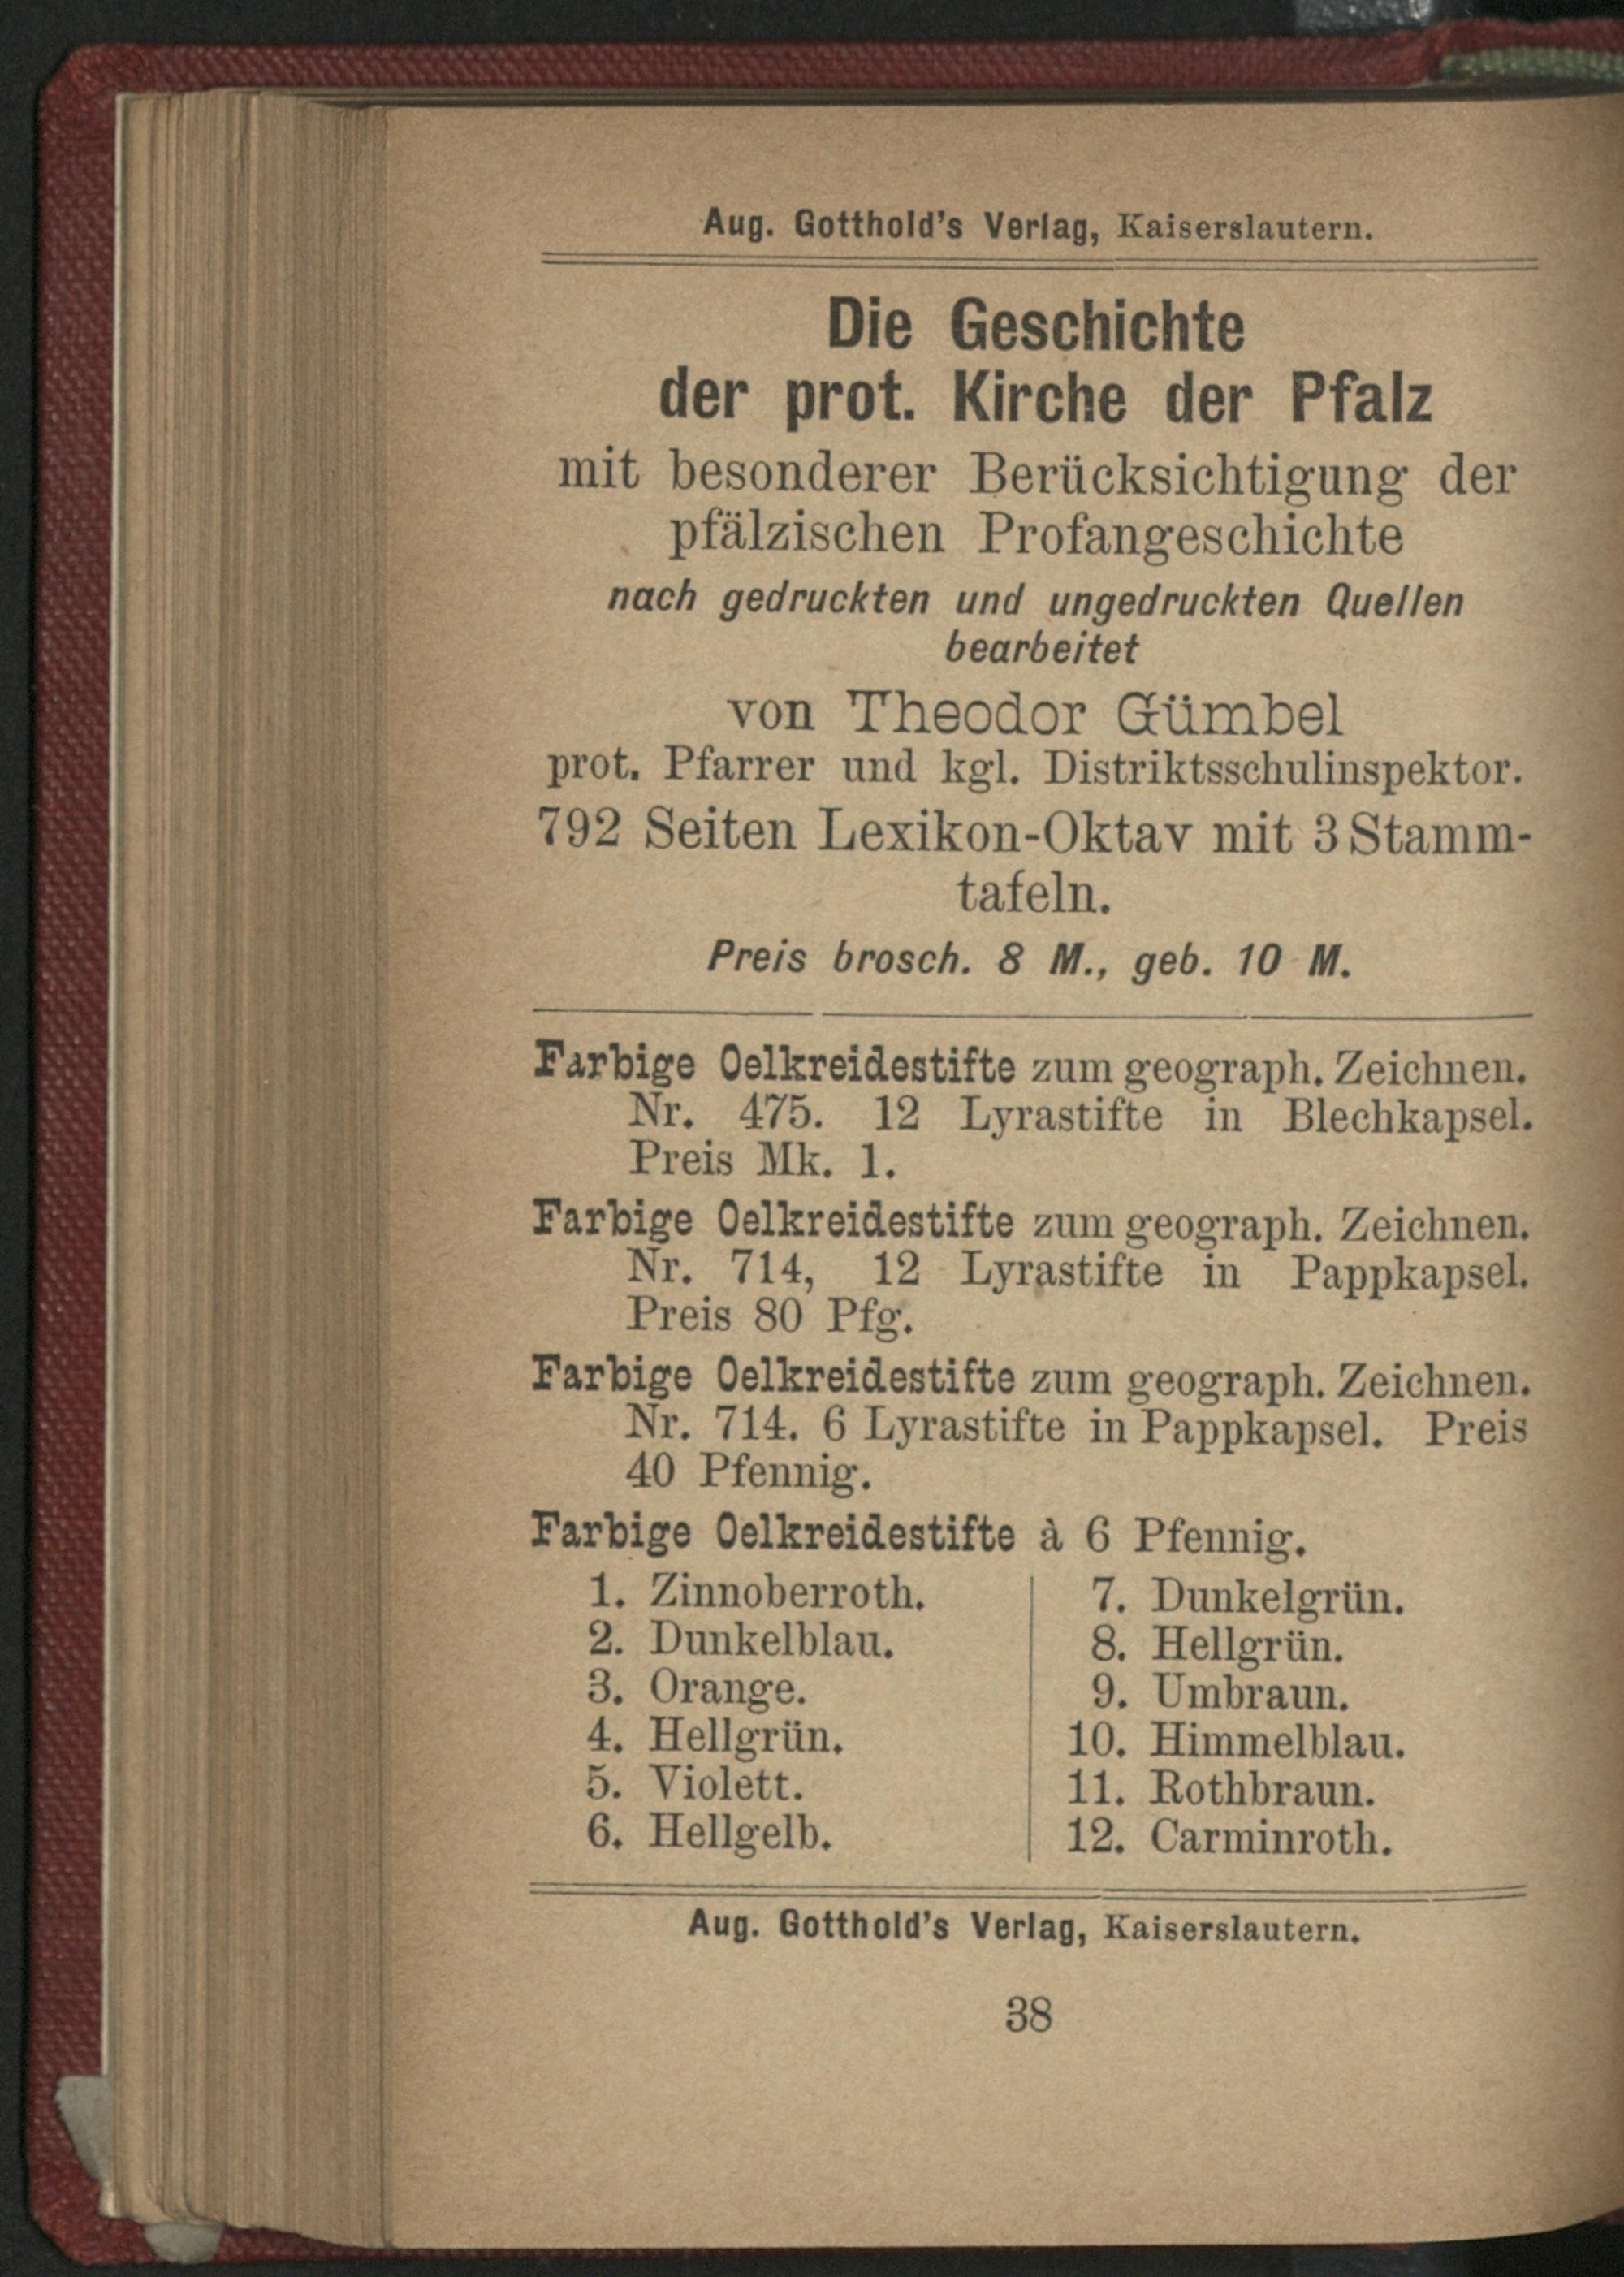 Aug. Gotthold's Verlag, Kaiserslautern.
Die Geschichte
der prot. Kirche der Pfalz
mit besonderer Berücksichtigung der
pfälzischen Profangeschichte
nach gedruckten und ungedruckten Quellen
bearbeitet
von Theodor Gümbel
prot. Pfarrer und kgl. Distriktsschulinspektor.
792 Seiten Lexikon-Oktav mit 3 Stamm-
tafeln.
Preis brosch. 8 M., geb. 10 M.
Farbige Oelkreidestifte zum geograph. Zeichnen.
Nr. 475. 12 Lyrastifte in Blechkapsel.
Preis Mk. 1.
Farbige Oelkreidestifte zum geograph. Zeichnen.
Nr. 714, 12 Lyrastifte in Pappkapsel.
Preis 80 Pfg.
Farbige Oelkreidestifte zum geograph. Zeichnen.
Nr. 714. 6 Lyrastifte in Pappkapsel. Preis
40 Pfennig.
Farbige Oelkreidestifte à 6 Pfennig.
1. Zinnoberroth.
2. Dunkelblau.
3. Orange.
4. Hellgrün.
5. Violett.
6. Hellgelb.
7. Dunkelgrün.
8. Hellgrün.
9. Umbraun.
10. Himmelblau.
11. Rothbraun.
12. Carminroth.
Aug. Gotthold's Verlag, Kaiserslautern.
38